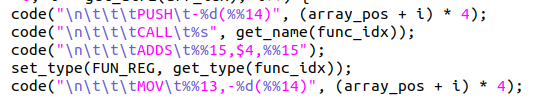 code("\n\t\t\tPUSH\t-%d(%%14)", (array_pos + i) * 4);
code("\n\t\t\tCALL\t%s", get_name(func_idx));
code("\n\t\t\tADDS\t%%15,$4,%%15");
set_type(FUN_REG, get_type(func_idx));
code("\n\t\t\tMOV\t%%13,-%d(%%14)", (array_pos + i) * 4);